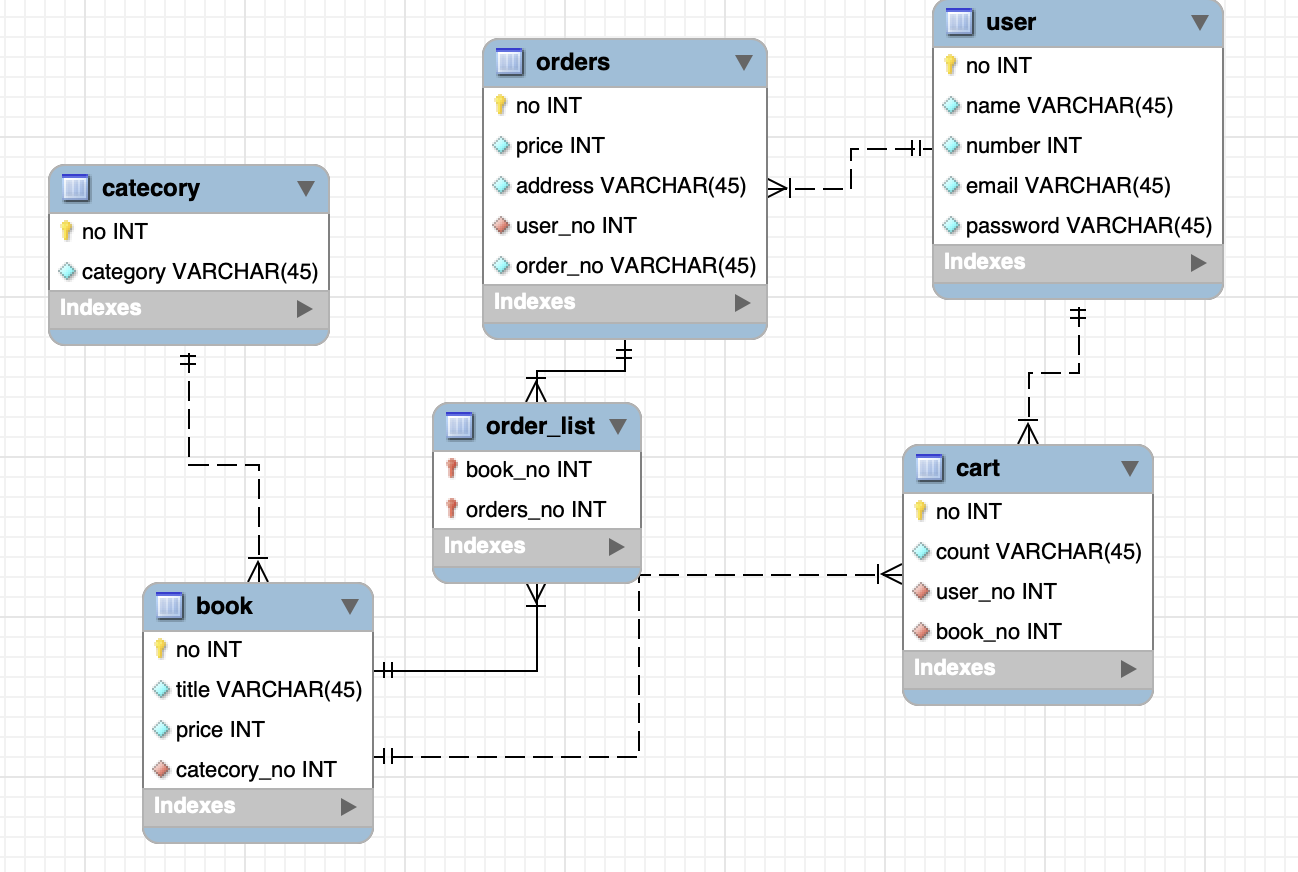 user
no INT
name VARCHAR(45)
number INT
email VARCHAR(45)
password VARCHAR(45)
Indexes
orders
no INT
price INT
address VARCHAR(45)
user_no INT
order_no VARCHAR(45)
Indexes
catecory
no INT
category VARCHAR(45)
Indexes
order_list
book_no INT
orders_no INT
Indexes
cart
no INT
count VARCHAR(45)
user_no INT
book_no INT
Indexes
book
no INT
title VARCHAR(45)
price INT
catecory_no INT
Indexes